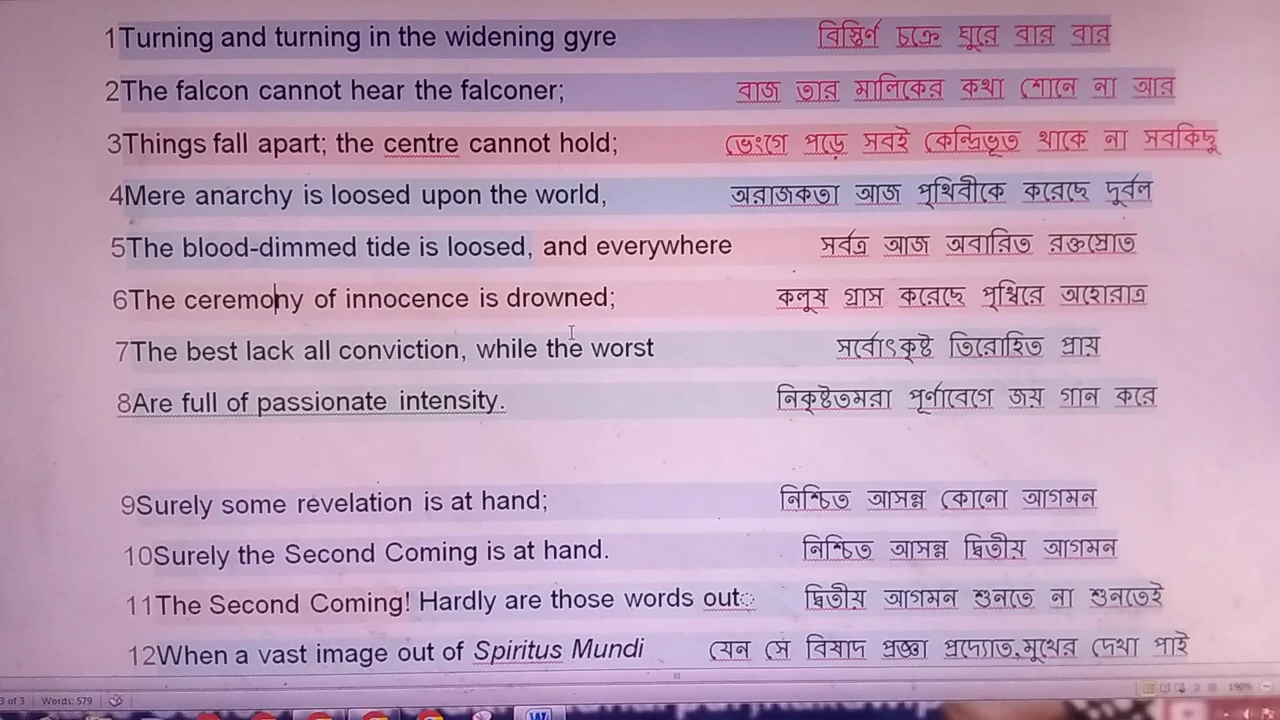 1Turning and turning in the widening gyre বিস্তির্ন চক্রে ঘুরে বার বার
2The falcon cannot hear the falconer; বাজ তার মালিকের কথা শোনে না আর
3Things fall apart; the centre cannot hold; ভেংগে পড়ে সবই কেন্দ্রিভূত থাকে না সবকিছু
4Mere anarchy is loosed upon the world, অরাজকতা আজ পৃথিবীকে করেছে দূর্বল
5The blood-dimmed tide is loosed, and everywhere সর্বত্র আজ অবারিত রক্তস্রোত
6The ceremony of innocence is drowned; কলুষ গ্রাস করেছে পৃথ্বিরে অহোরাত্র
7The best lack all conviction, while the worst সর্বোৎকৃষ্ট তিরোহিত প্রায়
8Are full of passionate intensity. নিকৃষ্টতমরা পূর্নাবেগে জয় গান করে
9Surely some revelation is at hand; নিশ্চিত আসন্ন কোনো আগমন
10Surely the Second Coming is at hand. নিশ্চিত আসন্ন দ্বিতীয় আগমন
11The Second Coming! Hardly are those words out দ্বিতীয় আগমন শুনতে না শুনতেই
12When a vast image out of Spiritus Mundi যেন সে বিষাদ প্রজ্ঞা প্রদ্যোত,মূখের দেখা পাই
3 of 3 Words: 579 190%